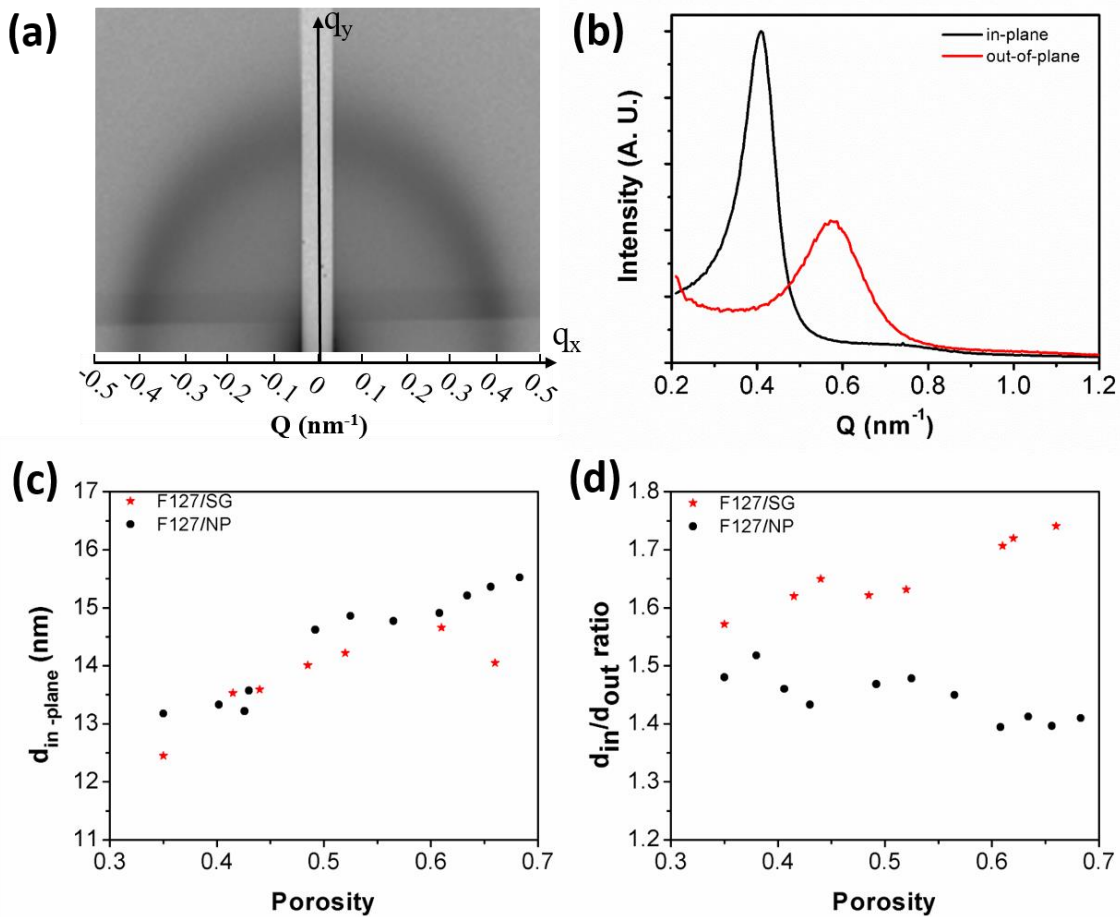 (a)
q_y
q_x
-0.5 -0.4 -0.3 -0.2 -0.1 0 0.1 0.2 0.3 0.4 0.5
Q (nm⁻¹)
(b)
in-plane
out-of-plane
Intensity (A. U.)
0.2 0.4 0.6 0.8 1.0 1.2
Q (nm⁻¹)
(c)
F127/SG
F127/NP
17
16
15
14
13
12
11
d_in-plane (nm)
0.3 0.4 0.5 0.6 0.7
Porosity
(d)
F127/SG
F127/NP
1.8
1.7
1.6
1.5
1.4
1.3
1.2
d_in/d_out ratio
0.3 0.4 0.5 0.6 0.7
Porosity